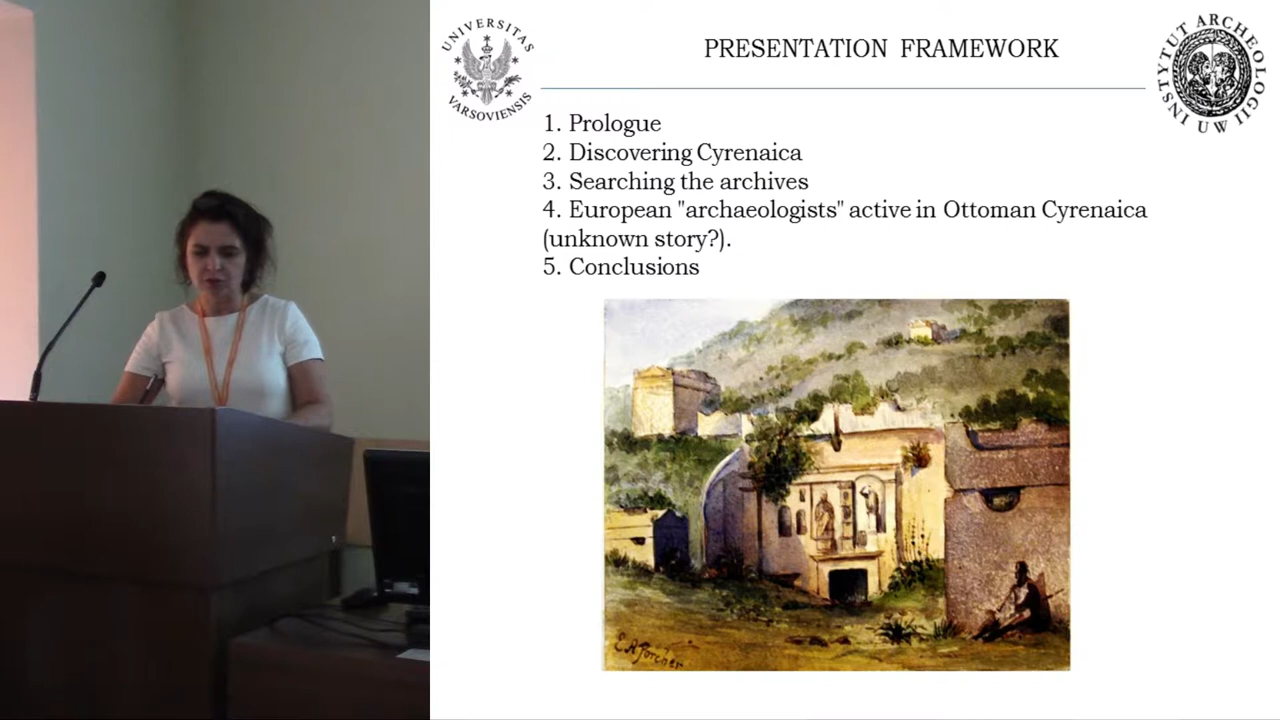 UNIVERSITAS
VARSOVIENSIS
PRESENTATION FRAMEWORK
INSTYTUT ARCHEOLOGII UW
1. Prologue
2. Discovering Cyrenaica
3. Searching the archives
4. European "archaeologists" active in Ottoman Cyrenaica
(unknown story?).
5. Conclusions
E. A. Porcher